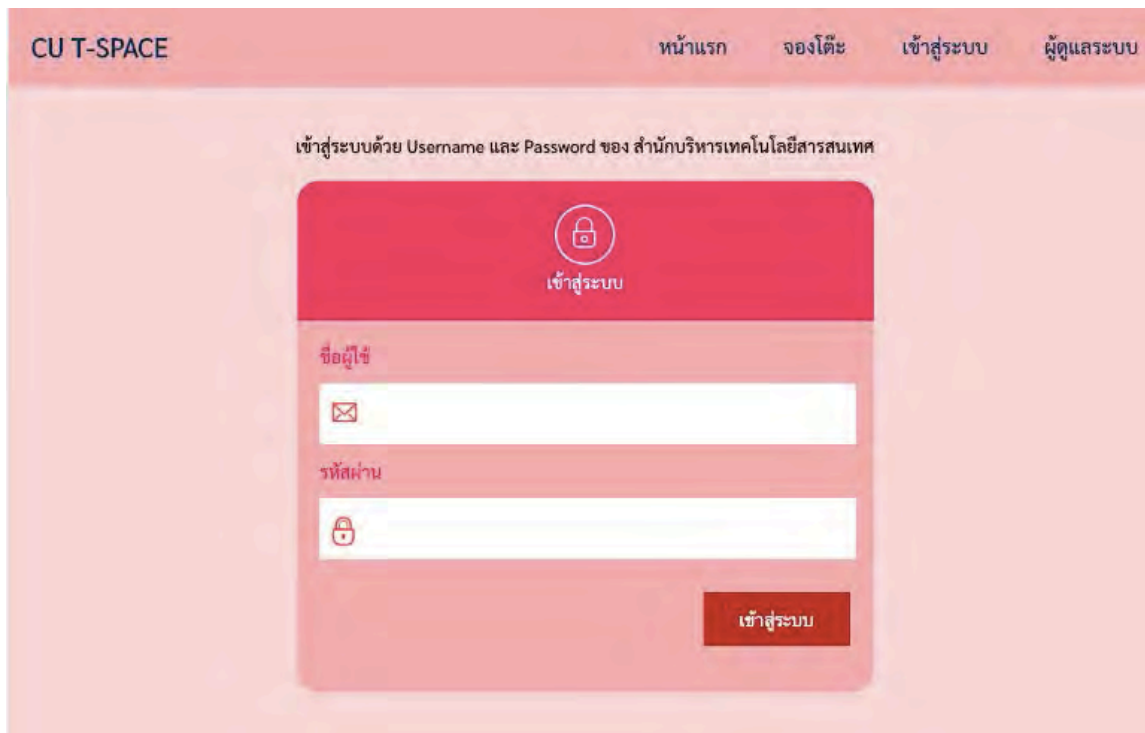 CU T-SPACE หน้าแรก จองโต๊ะ เข้าสู่ระบบ ผู้ดูแลระบบ
เข้าสู่ระบบด้วย Username และ Password ของ สำนักบริหารเทคโนโลยีสารสนเทศ
เข้าสู่ระบบ
ชื่อผู้ใช้
รหัสผ่าน
เข้าสู่ระบบ